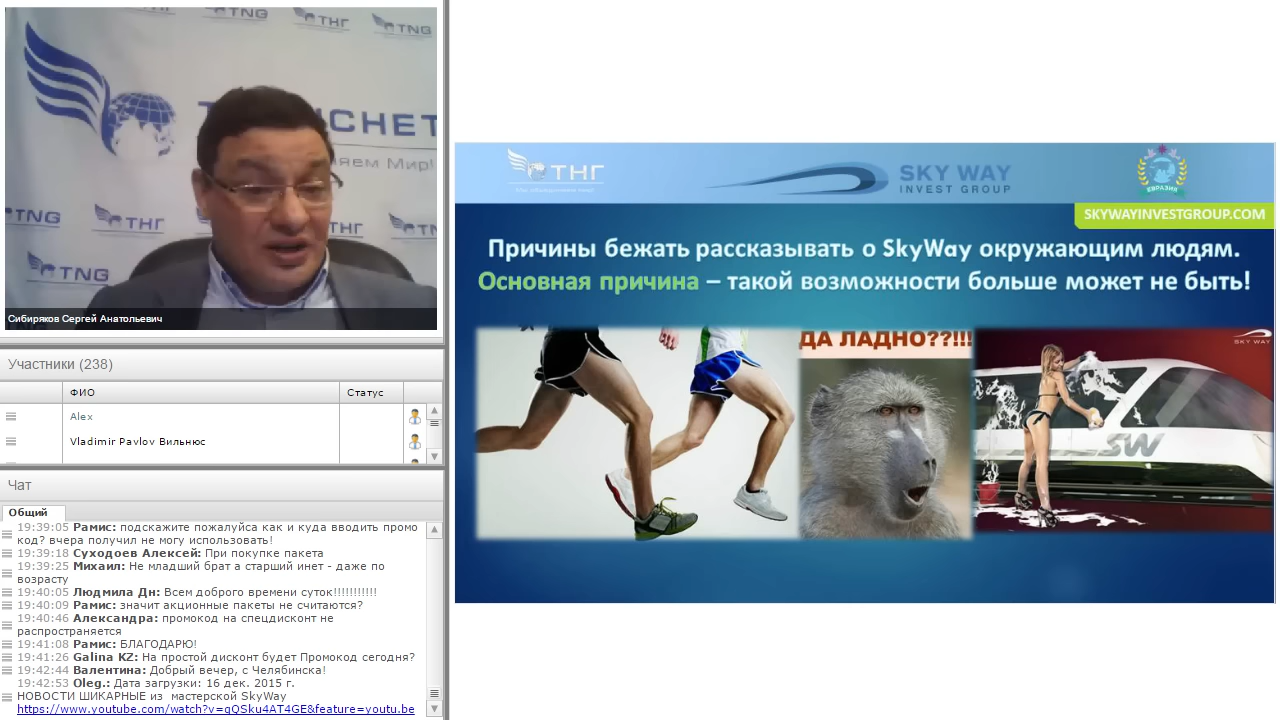 TNG
ТНГ
TNG
ТНГ
TNG
яем Мир!
TNG
ТНГ
TNG
ТНГ
TNG
Сибиряков Сергей Анатольевич
Участники (238)
ФИО Статус
Alex
Vladimir Pavlov Вильнюс
Чат
Общий
19:39:05 Рамис: подскажите пожалуйса как и куда вводить промо
код? вчера получил не могу использовать!
19:39:18 Суходоев Алексей: При покупке пакета
19:39:25 Михаил: Не младший брат а старший инет - даже по
возрасту
19:40:05 Людмила Дн: Всем доброго времени суток!!!!!!!!!!!
19:40:09 Рамис: значит акционные пакеты не считаются?
19:40:46 Александра: промокод на спецдисконт не
распространяется
19:41:08 Рамис: БЛАГОДАРЮ!
19:41:26 Galina KZ: На простой дисконт будет Промокод сегодня?
19:42:44 Валентина: Добрый вечер, с Челябинска!
19:42:53 Oleg.: Дата загрузки: 16 дек. 2015 г.
НОВОСТИ ШИКАРНЫЕ из мастерской SkyWay
https://www.youtube.com/watch?v=qQSku4AT4GE&feature=youtu.be
ТНГ
Мы объединяем мир!
SKY WAY
INVEST GROUP
ЕВРАЗИЯ
SKYWAYINVESTGROUP.COM
Причины бежать рассказывать о SkyWay окружающим людям.
Основная причина – такой возможности больше может не быть!
ДА ЛАДНО??!!!
SKY WAY
SW